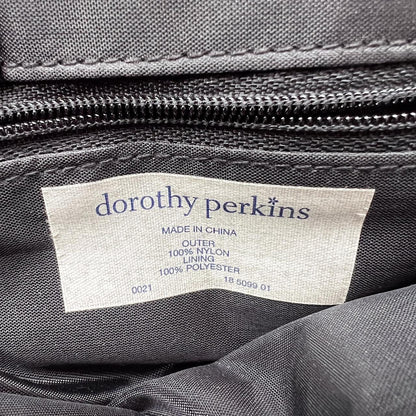 dorothy perkins
MADE IN CHINA
OUTER
100% NYLON
LINING
100% POLYESTER
0021 18 5099 01